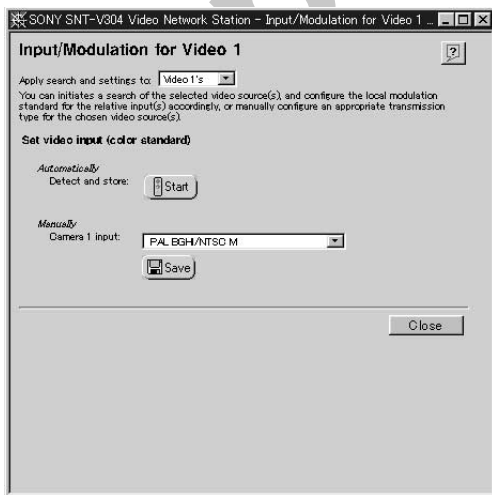 SONY SNT-V304 Video Network Station - Input/Modulation for Video 1 ...
Input/Modulation for Video 1
Apply search and settings to: Video 1's
You can initiates a search of the selected video source(s), and configure the local modulation
standard for the relative input(s) accordingly, or manually configure an appropriate transmission
type for the chosen video source(s).
Set video input (color standard)
Automatically
Detect and store: Start
Manually
Camera 1 input: PAL BGHI/NTSC M
Save
Close